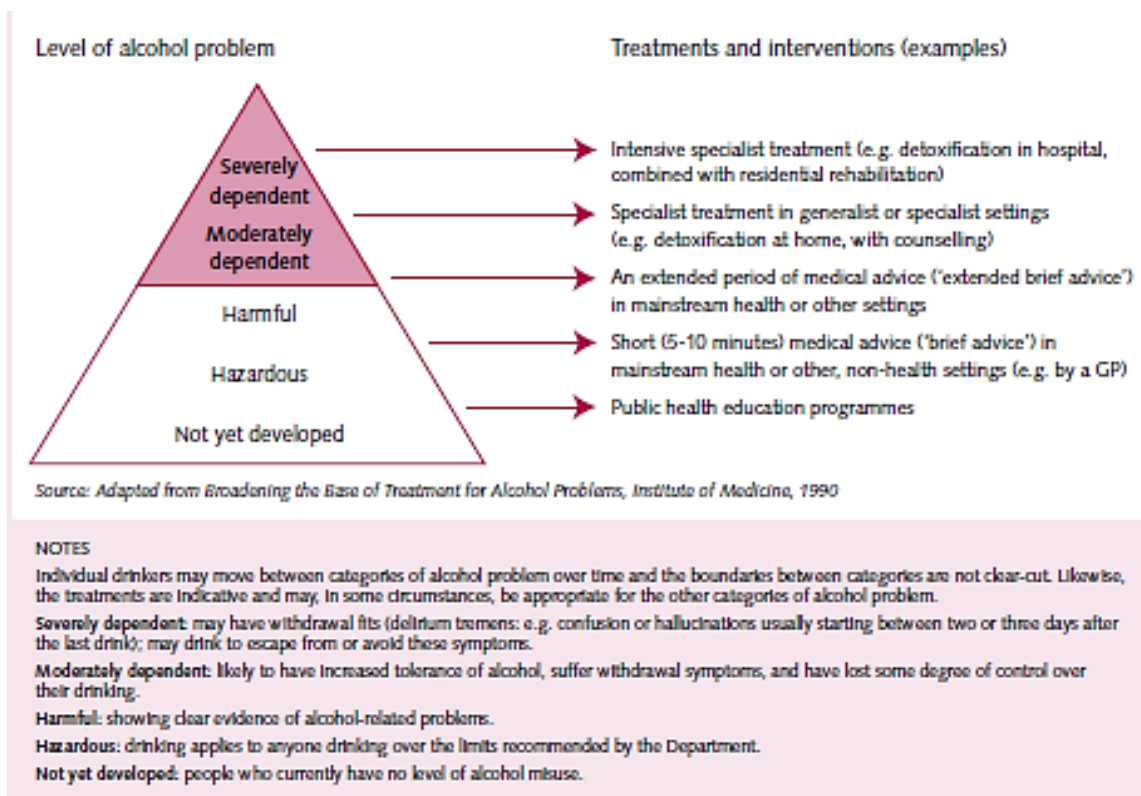 Level of alcohol problem
Treatments and interventions (examples)
Severely
dependent
Moderately
dependent
Harmful
Hazardous
Not yet developed
Intensive specialist treatment (e.g. detoxification in hospital,
combined with residential rehabilitation)
Specialist treatment in generalist or specialist settings
(e.g. detoxification at home, with counselling)
An extended period of medical advice (‘extended brief advice’)
in mainstream health or other settings
Short (5-10 minutes) medical advice (‘brief advice’) in
mainstream health or other, non-health settings (e.g. by a GP)
Public health education programmes
Source: Adapted from Broadening the Base of Treatment for Alcohol Problems, Institute of Medicine, 1990
NOTES
Individual drinkers may move between categories of alcohol problem over time and the boundaries between categories are not clear-cut. Likewise,
the treatments are indicative and may, in some circumstances, be appropriate for the other categories of alcohol problem.
Severely dependent: may have withdrawal fits (delirium tremens: e.g. confusion or hallucinations usually starting between two or three days after
the last drink); may drink to escape from or avoid these symptoms.
Moderately dependent: likely to have increased tolerance of alcohol, suffer withdrawal symptoms, and have lost some degree of control over
their drinking.
Harmful: showing clear evidence of alcohol-related problems.
Hazardous: drinking applies to anyone drinking over the limits recommended by the Department.
Not yet developed: people who currently have no level of alcohol misuse.